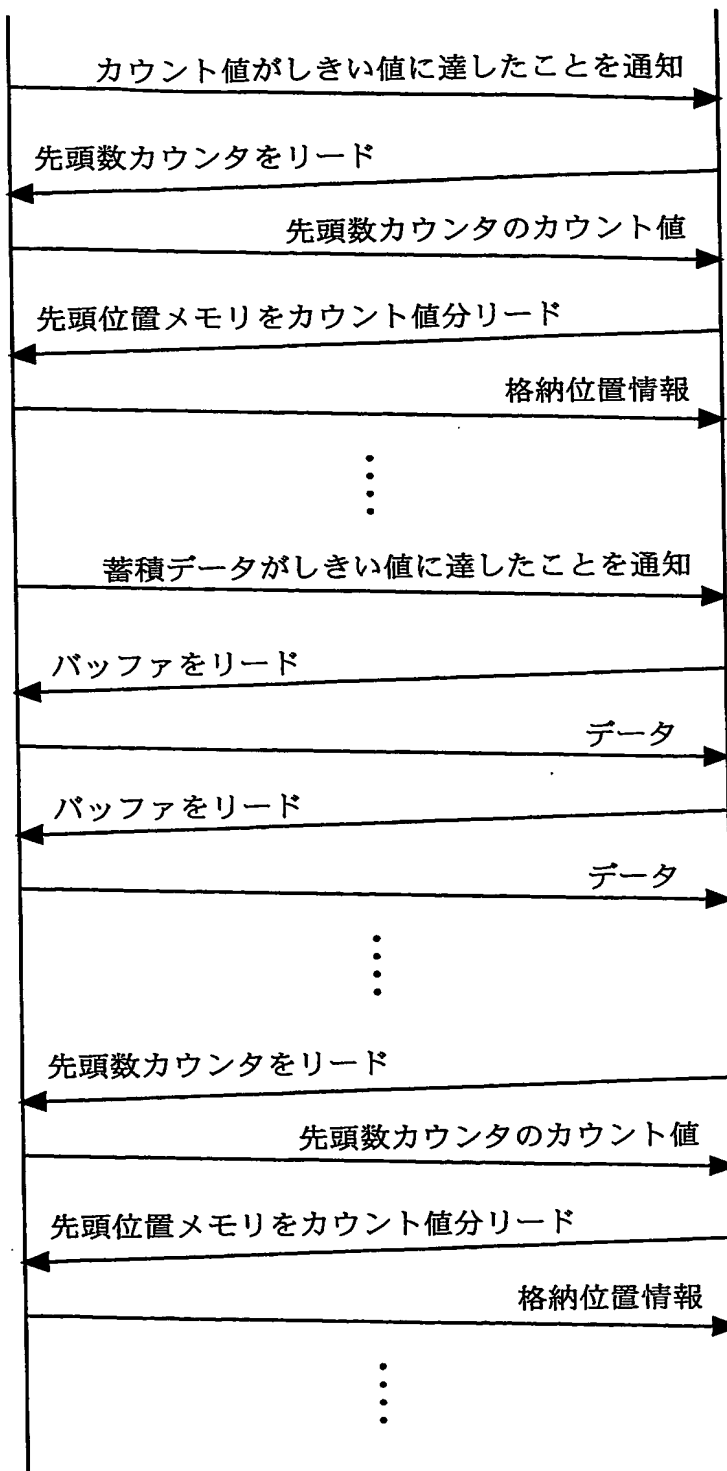 カウント値がしきい値に達したことを通知
先頭数カウンタをリード
先頭数カウンタのカウント値
先頭位置メモリをカウント値分リード
格納位置情報
蓄積データがしきい値に達したことを通知
バッファをリード
データ
バッファをリード
データ
先頭数カウンタをリード
先頭数カウンタのカウント値
先頭位置メモリをカウント値分リード
格納位置情報